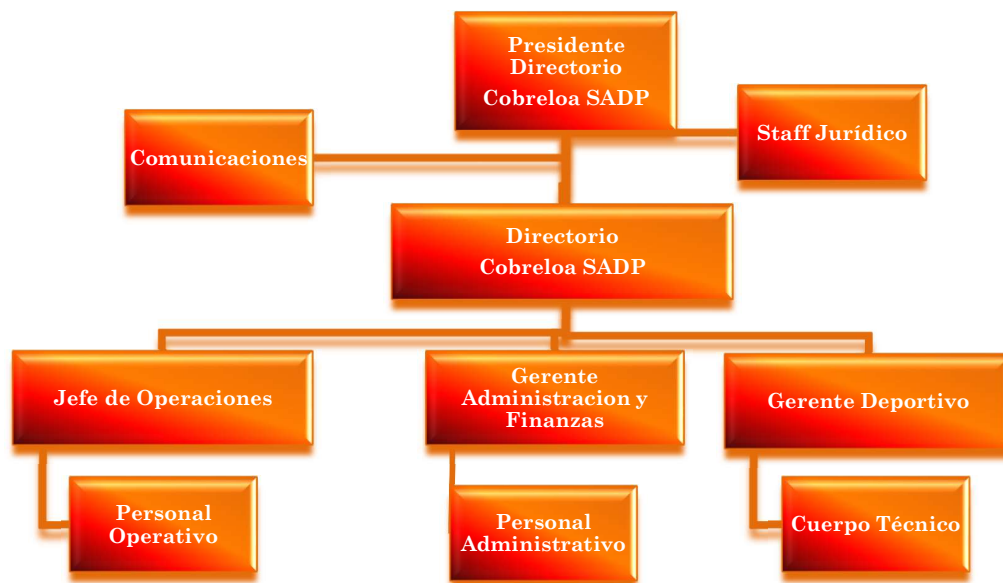 Presidente
Directorio
Cobreloa SADP
Comunicaciones
Staff Jurídico
Directorio
Cobreloa SADP
Jefe de Operaciones
Gerente
Administracion y
Finanzas
Gerente Deportivo
Personal
Operativo
Personal
Administrativo
Cuerpo Técnico